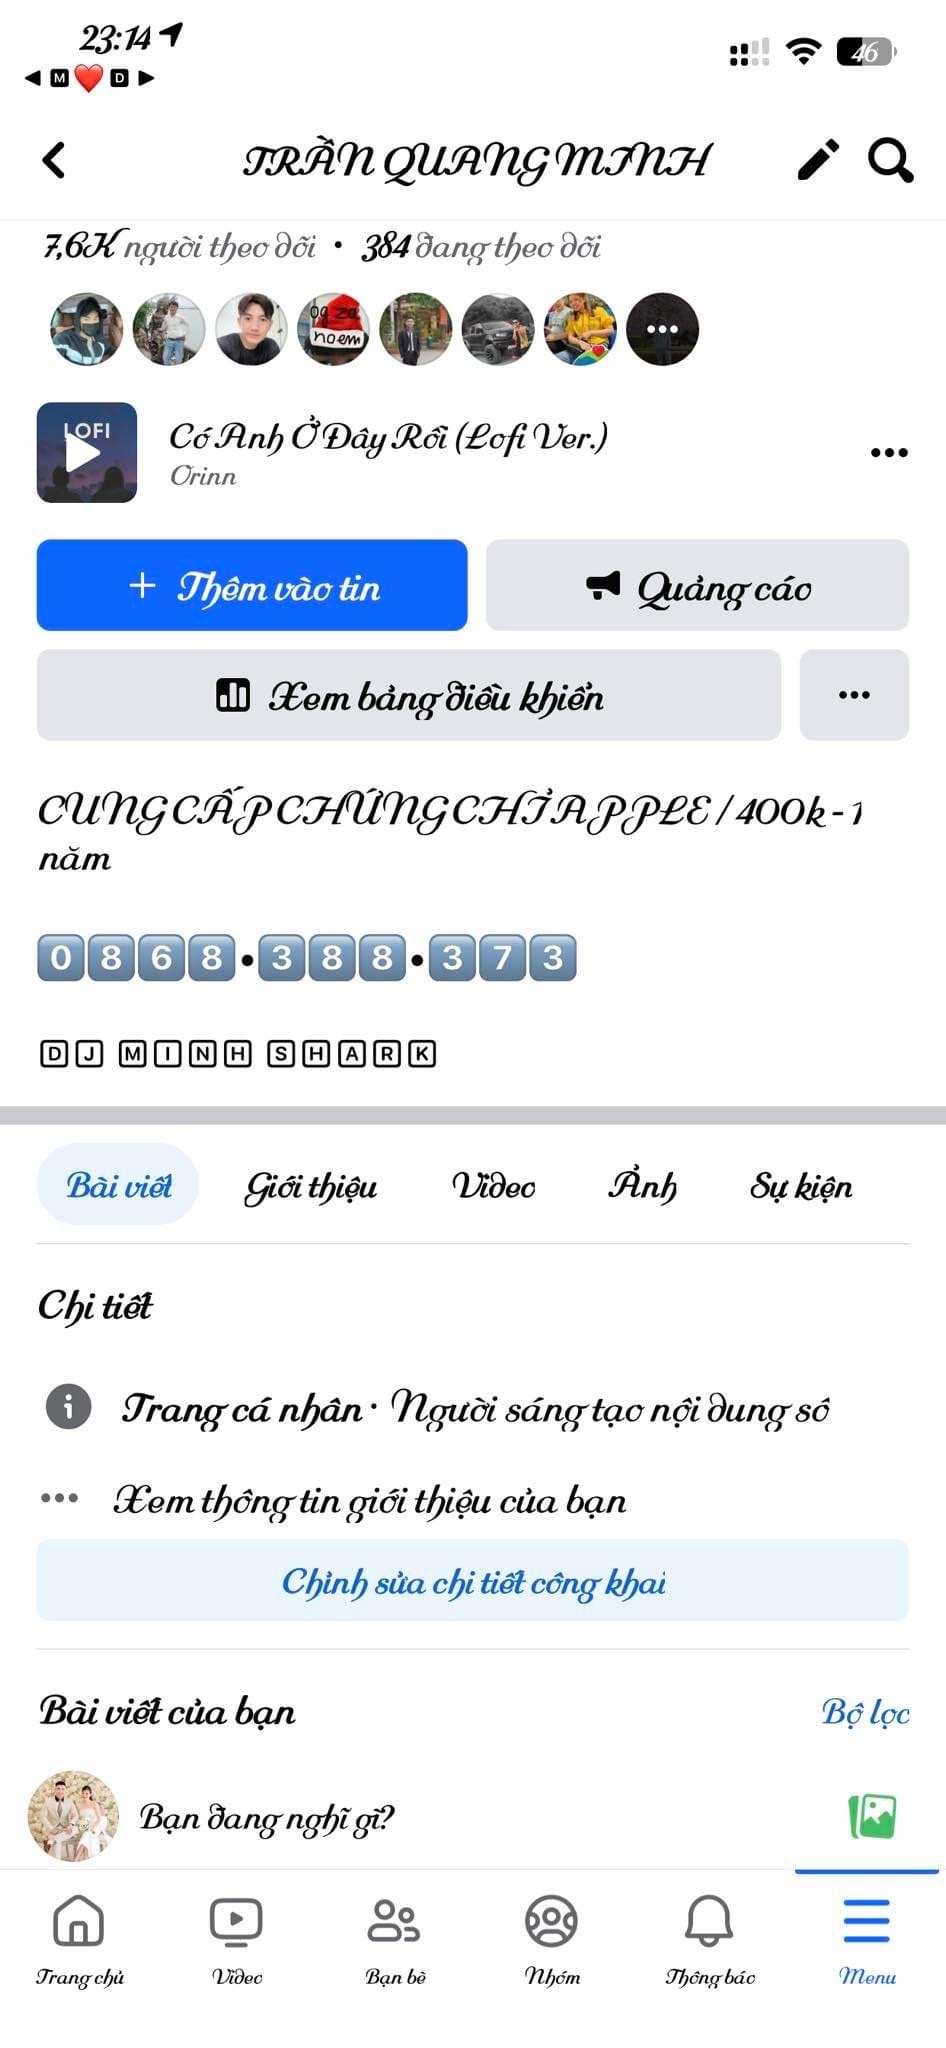 23:14
46
◀ M ❤️ D ▶
TRẦN QUANG MINH
7,6K người theo dõi • 384 đang theo dõi
og za
noem
LOFI
Có Anh Ở Đây Rồi (Lofi Ver.)
Orinn
+ Thêm vào tin
Quảng cáo
Xem bảng điều khiển
CUNG CẤP CHỨNG CHỈ APPLE / 400k - 1
năm
0868•388•373
DJ MINH SHARK
Bài viết
Giới thiệu
Video
Ảnh
Sự kiện
Chi tiết
Trang cá nhân · Người sáng tạo nội dung số
Xem thông tin giới thiệu của bạn
Chỉnh sửa chi tiết công khai
Bài viết của bạn
Bộ lọc
Bạn đang nghĩ gì?
Trang chủ
Video
Bạn bè
Nhóm
Thông báo
Menu